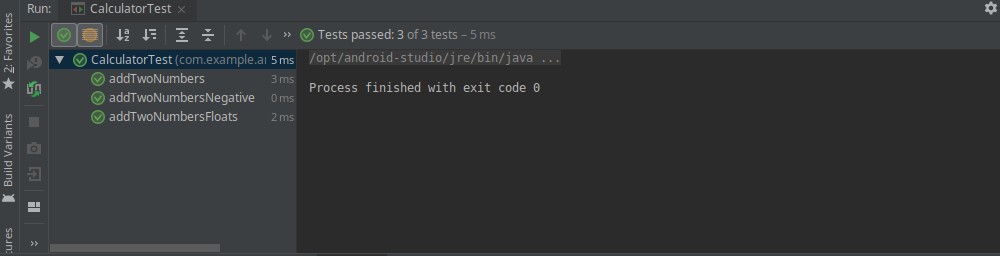 Run: CalculatorTest
Tests passed: 3 of 3 tests – 5 ms
CalculatorTest (com.example.ar 5 ms
addTwoNumbers 3 ms
addTwoNumbersNegative 0 ms
addTwoNumbersFloats 2 ms
/opt/android-studio/jre/bin/java ...
Process finished with exit code 0
2: Favorites
Build Variants